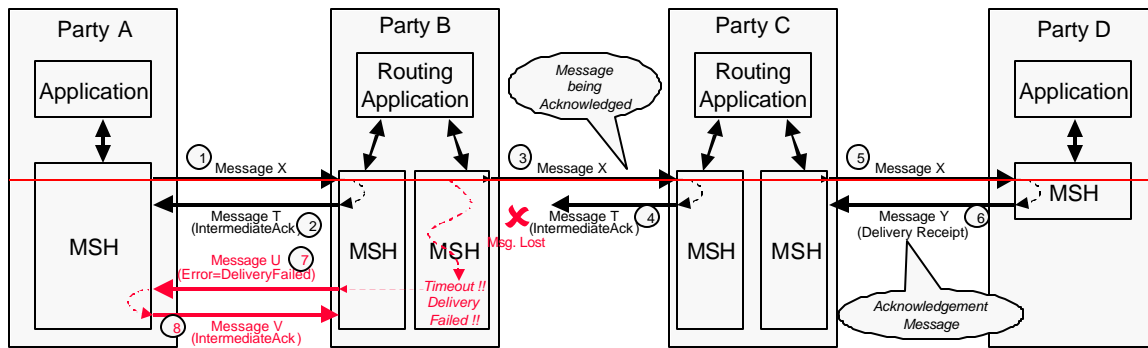 Party A
Party B
Party C
Party D
Application
Routing
Application
Message
being
Acknowledged
Routing
Application
Application
1
Message X
3
Message X
5
Message X
MSH
Message T
(IntermediateAck)
2
MSH
MSH
Msg. Lost
Message T
(IntermediateAck)
4
MSH
MSH
Message Y
(Delivery Receipt)
6
MSH
Message U
(Error=DeliveryFailed)
7
Timeout !!
Delivery
Failed !!
8
Message V
(IntermediateAck)
Acknowledgement
Message